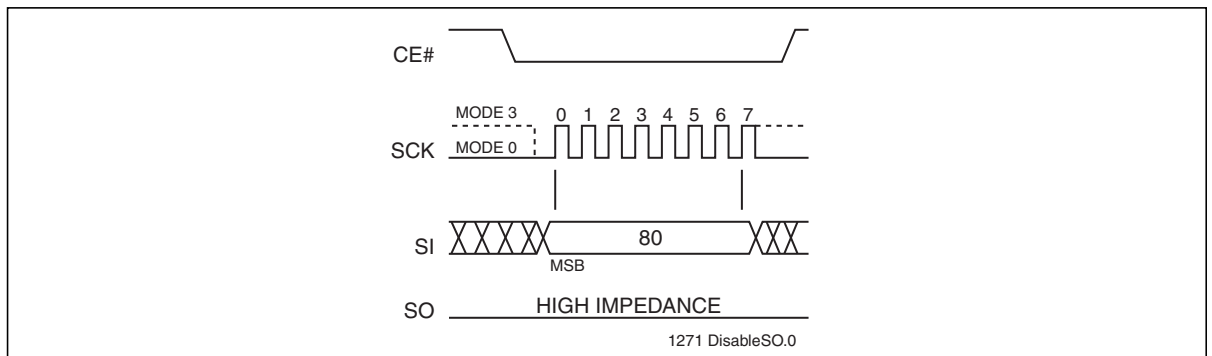 CE#
MODE 3
0 1 2 3 4 5 6 7
SCK
MODE 0
SI
80
MSB
SO
HIGH IMPEDANCE
1271 DisableSO.0